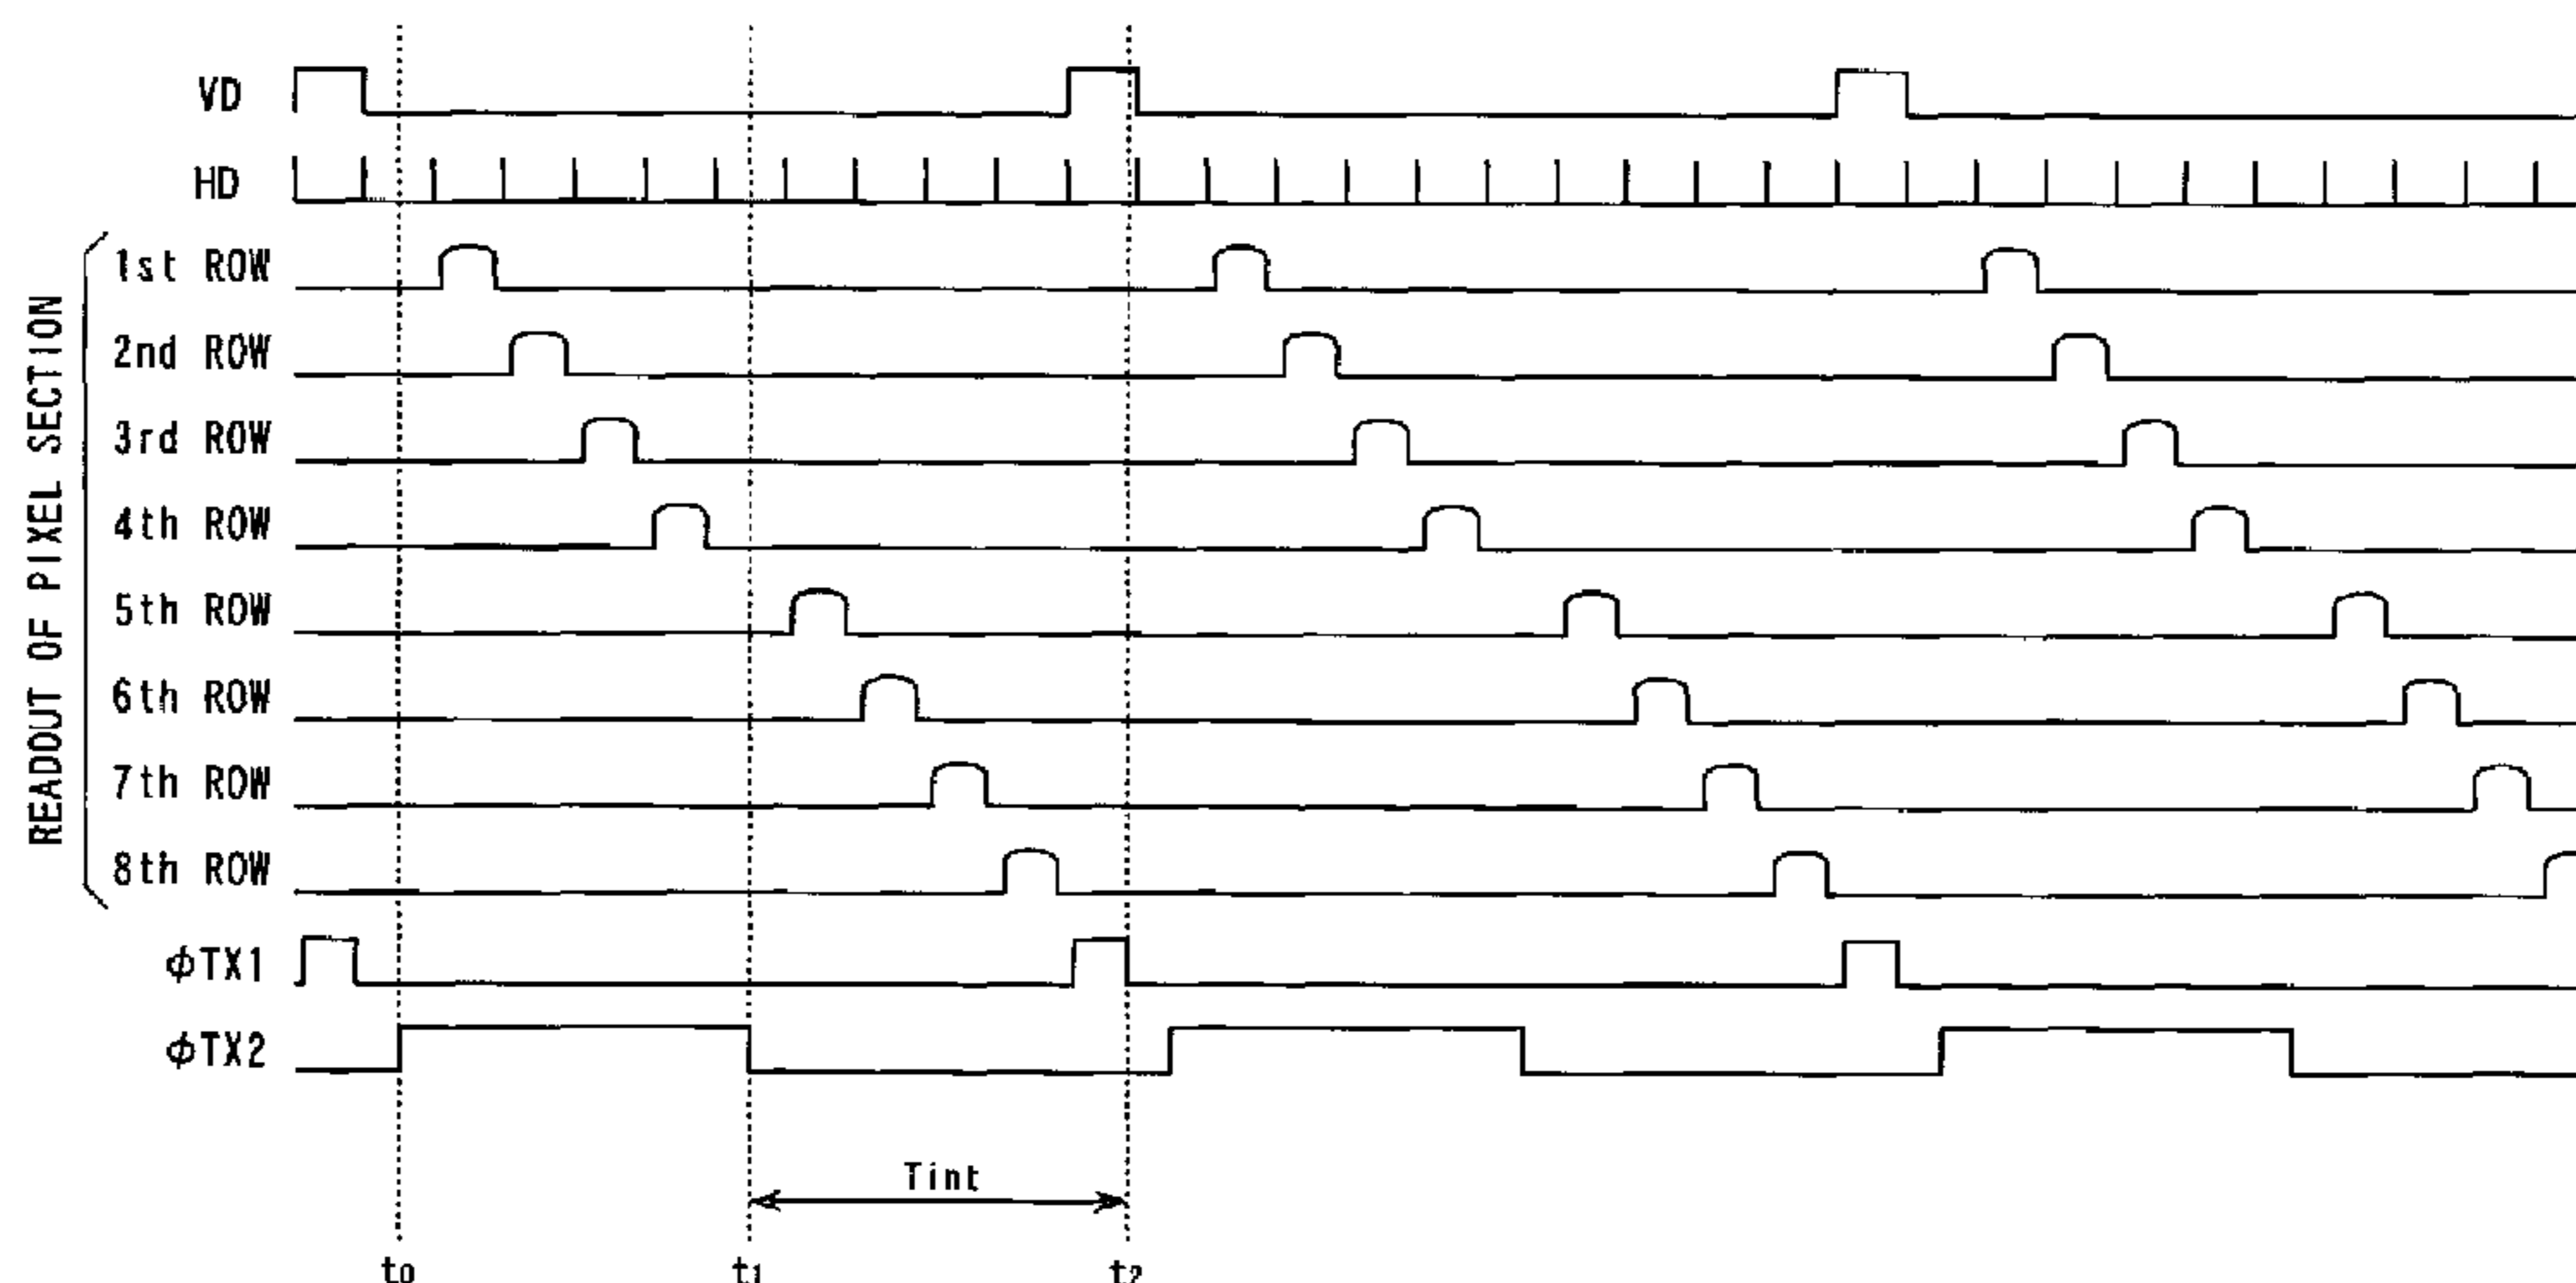 VD
HD
READOUT OF PIXEL SECTION
1st ROW
2nd ROW
3rd ROW
4th ROW
5th ROW
6th ROW
7th ROW
8th ROW
ϕTX1
ϕTX2
Tint
t0 t1 t2